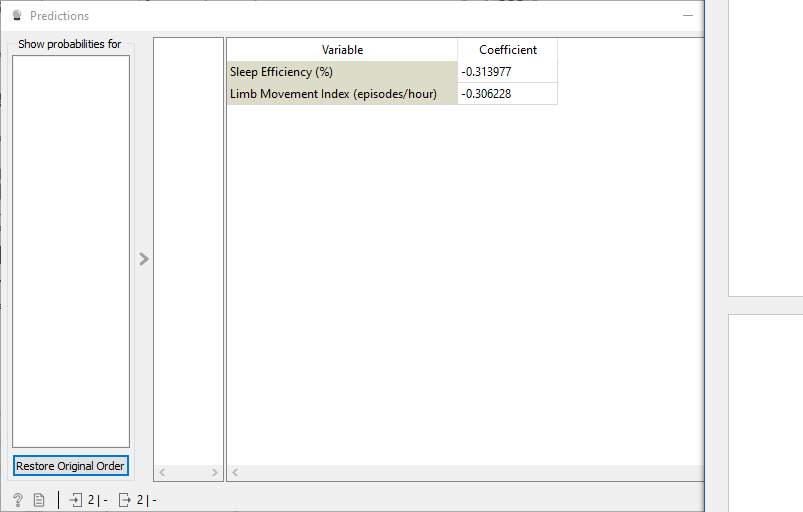 Predictions
Show probabilities for
Variable Coefficient
Sleep Efficiency (%) -0.313977
Limb Movement Index (episodes/hour) -0.306228
Restore Original Order
? 2 | - 2 | -